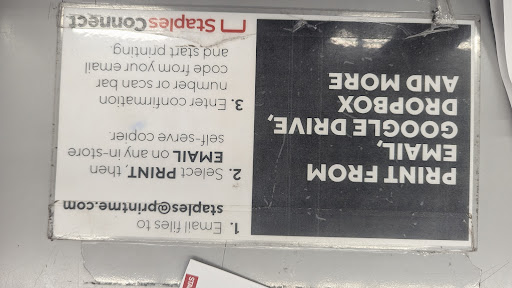 PRINT FROM
EMAIL,
GOOGLE DRIVE,
DROPBOX
AND MORE
1. Email files to
staples@printme.com
2. Select PRINT, then
EMAIL on any in-store
self-serve copier.
3. Enter confirmation
number or scan bar
code from your email
and start printing.
Staples Connect